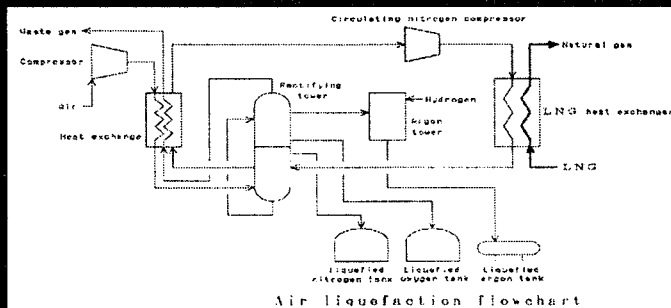 Circulating nitrogen compressor
Waste gas
Natural gas
Compressor
Rectifying
tower
Hydrogen
Air
LNG heat exchanger
Argon
tower
Heat exchange
LNG
Liquefied
nitrogen tank
Liquefied
oxygen tank
Liquefied
argon tank
Air liquefaction flowchart